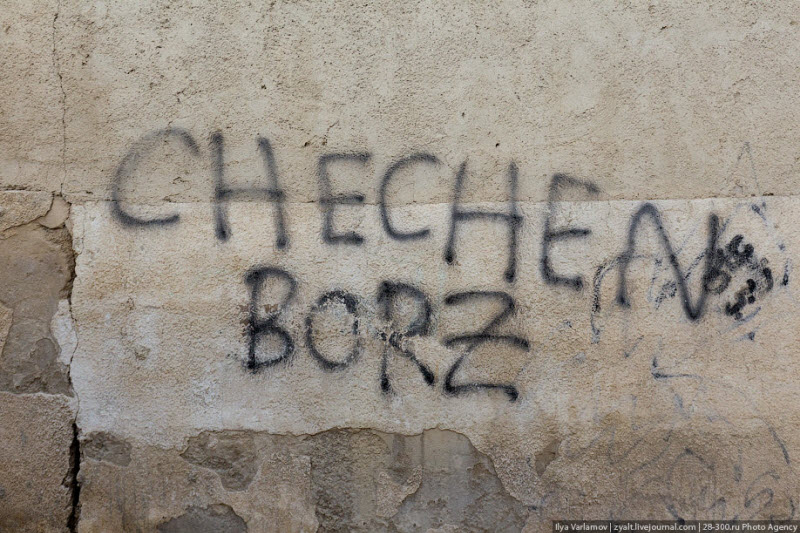 CHECHEN
BORZ
Ilya Varlamov | zyalt.livejournal.com | 28-300.ru Photo Agency